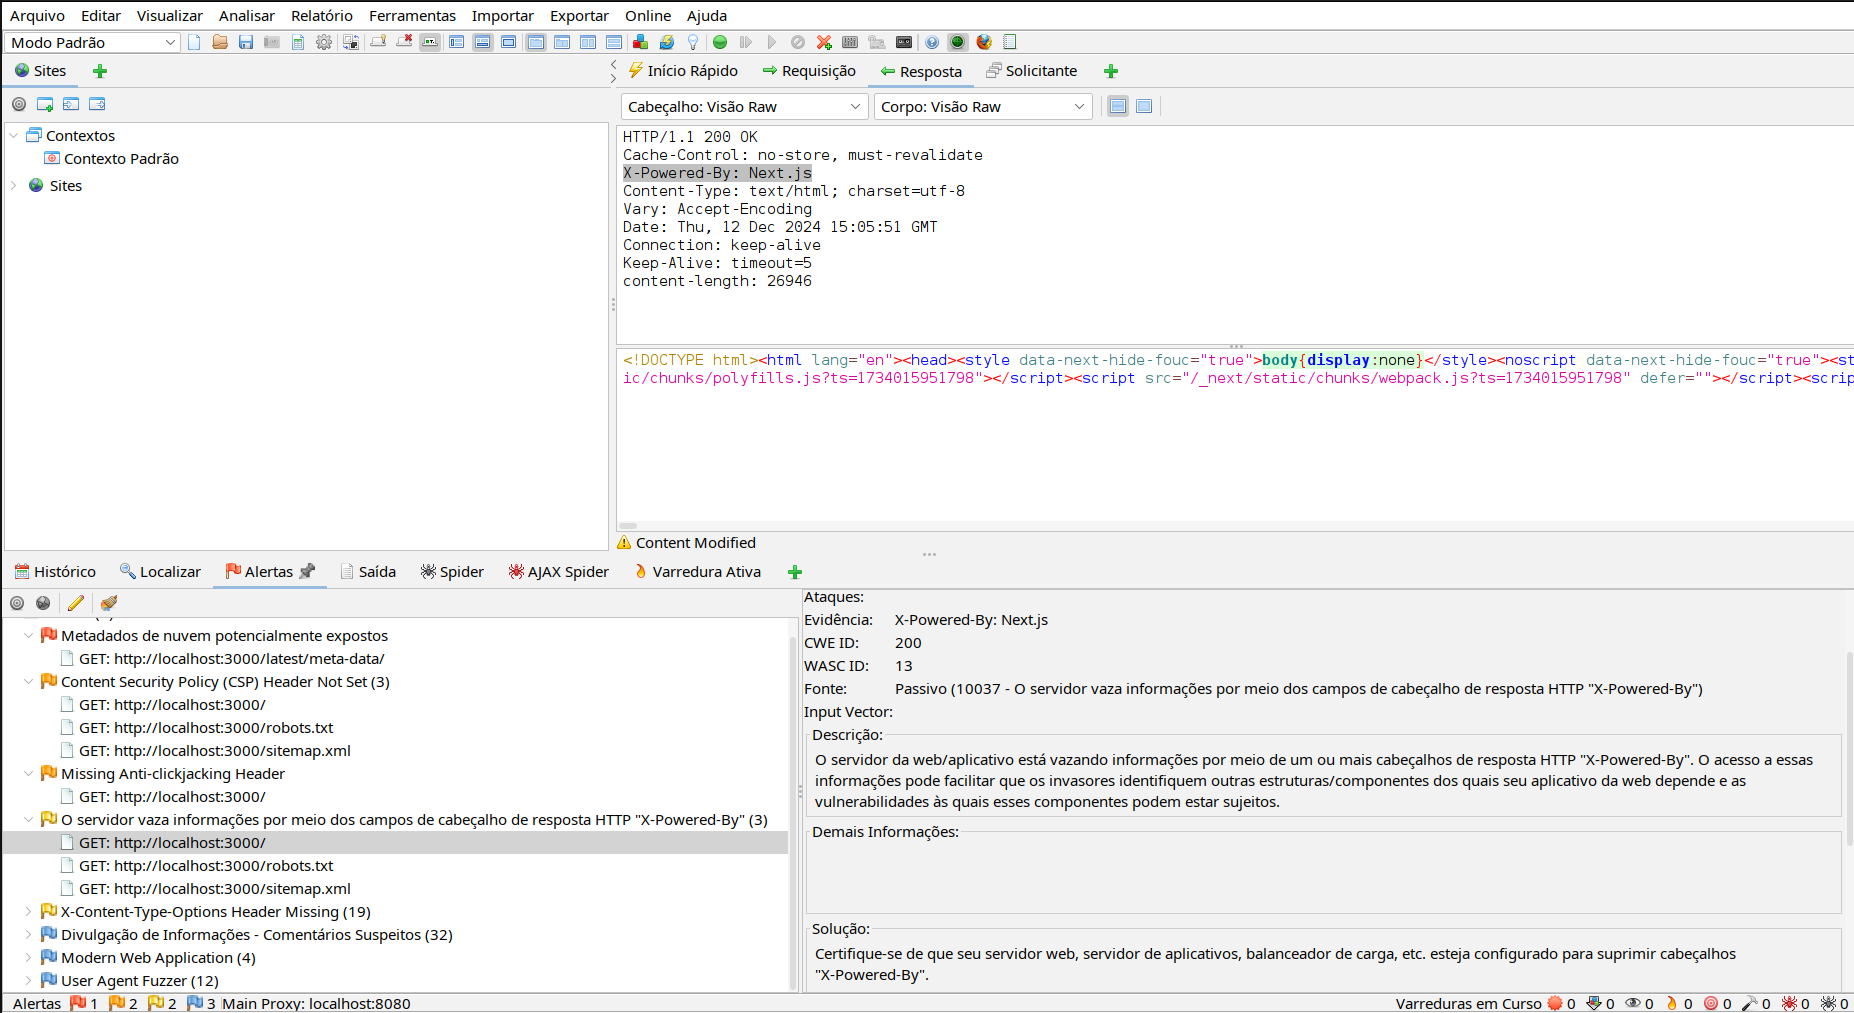 Arquivo Editar Visualizar Analisar Relatório Ferramentas Importar Exportar Online Ajuda
Modo Padrão
Sites
Início Rápido Requisição Resposta Solicitante
Cabeçalho: Visão Raw Corpo: Visão Raw
Contextos
Contexto Padrão
Sites
HTTP/1.1 200 OK
Cache-Control: no-store, must-revalidate
X-Powered-By: Next.js
Content-Type: text/html; charset=utf-8
Vary: Accept-Encoding
Date: Thu, 12 Dec 2024 15:05:51 GMT
Connection: keep-alive
Keep-Alive: timeout=5
content-length: 26946
<!DOCTYPE html><html lang="en"><head><style data-next-hide-fouc="true">body{display:none}</style><noscript data-next-hide-fouc="true"><st
ic/chunks/polyfills.js?ts=1734015951798"></script><script src="/_next/static/chunks/webpack.js?ts=1734015951798" defer=""></script><scrip
Content Modified
Histórico Localizar Alertas Saída Spider AJAX Spider Varredura Ativa
Metadados de nuvem potencialmente expostos
GET: http://localhost:3000/latest/meta-data/
Content Security Policy (CSP) Header Not Set (3)
GET: http://localhost:3000/
GET: http://localhost:3000/robots.txt
GET: http://localhost:3000/sitemap.xml
Missing Anti-clickjacking Header
GET: http://localhost:3000/
O servidor vaza informações por meio dos campos de cabeçalho de resposta HTTP "X-Powered-By" (3)
GET: http://localhost:3000/
GET: http://localhost:3000/robots.txt
GET: http://localhost:3000/sitemap.xml
X-Content-Type-Options Header Missing (19)
Divulgação de Informações - Comentários Suspeitos (32)
Modern Web Application (4)
User Agent Fuzzer (12)
Ataques:
Evidência: X-Powered-By: Next.js
CWE ID: 200
WASC ID: 13
Fonte: Passivo (10037 - O servidor vaza informações por meio dos campos de cabeçalho de resposta HTTP "X-Powered-By")
Input Vector:
Descrição:
O servidor da web/aplicativo está vazando informações por meio de um ou mais cabeçalhos de resposta HTTP "X-Powered-By". O acesso a essas
informações pode facilitar que os invasores identifiquem outras estruturas/componentes dos quais seu aplicativo da web depende e as
vulnerabilidades às quais esses componentes podem estar sujeitos.
Demais Informações:
Solução:
Certifique-se de que seu servidor web, servidor de aplicativos, balanceador de carga, etc. esteja configurado para suprimir cabeçalhos
"X-Powered-By".
Alertas 1 2 2 3 Main Proxy: localhost:8080
Varreduras em Curso 0 0 0 0 0 0 0 0